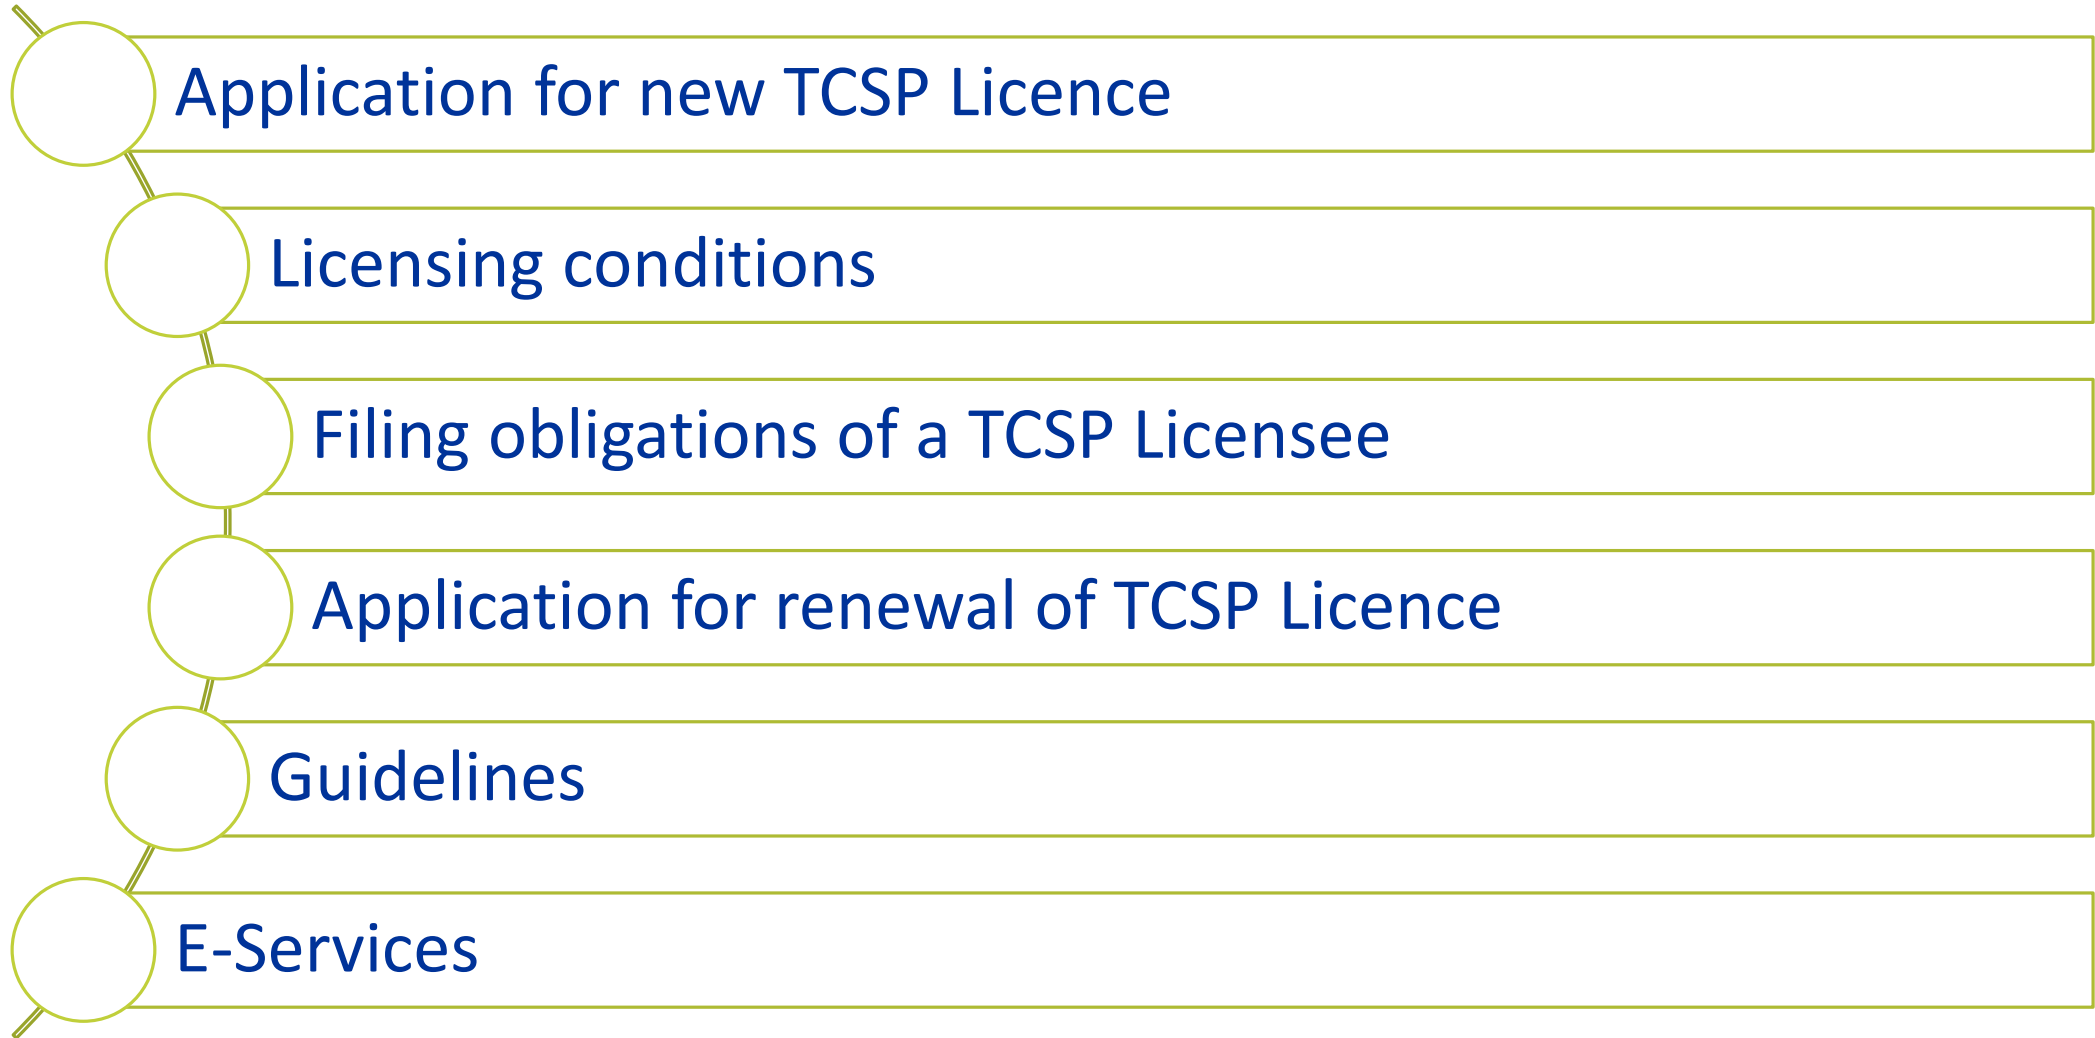 Application for new TCSP Licence
Licensing conditions
Filing obligations of a TCSP Licensee
Application for renewal of TCSP Licence
Guidelines
E-Services